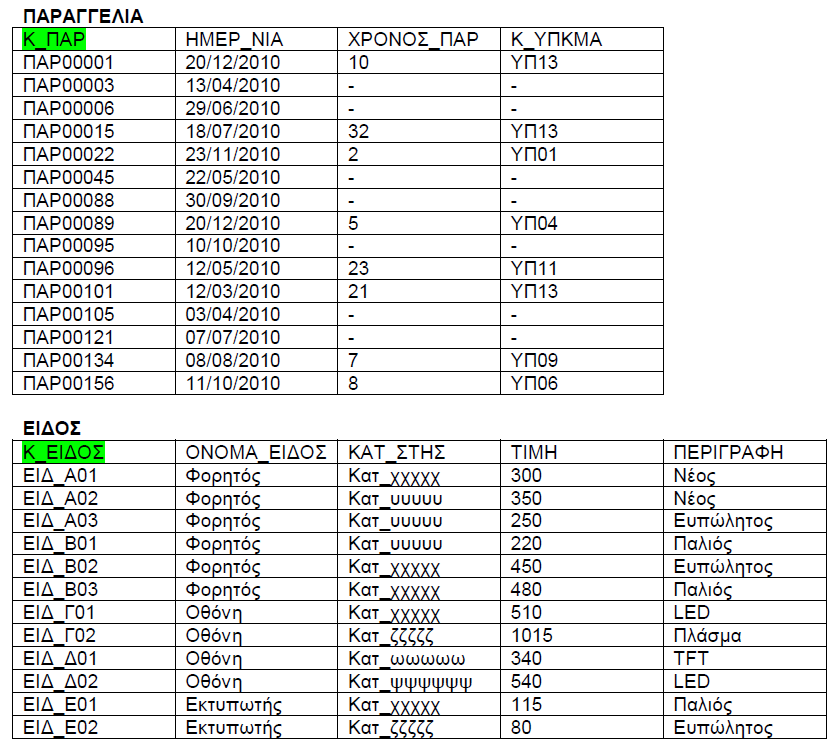 ΠΑΡΑΓΓΕΛΙΑ
Κ_ΠΑΡ ΗΜΕΡ_ΝΙΑ ΧΡΟΝΟΣ_ΠΑΡ Κ_ΥΠΚΜΑ
ΠΑΡ00001 20/12/2010 10 ΥΠ13
ΠΑΡ00003 13/04/2010 - -
ΠΑΡ00006 29/06/2010 - -
ΠΑΡ00015 18/07/2010 32 ΥΠ13
ΠΑΡ00022 23/11/2010 2 ΥΠ01
ΠΑΡ00045 22/05/2010 - -
ΠΑΡ00088 30/09/2010 - -
ΠΑΡ00089 20/12/2010 5 ΥΠ04
ΠΑΡ00095 10/10/2010 - -
ΠΑΡ00096 12/05/2010 23 ΥΠ11
ΠΑΡ00101 12/03/2010 21 ΥΠ13
ΠΑΡ00105 03/04/2010 - -
ΠΑΡ00121 07/07/2010 - -
ΠΑΡ00134 08/08/2010 7 ΥΠ09
ΠΑΡ00156 11/10/2010 8 ΥΠ06
ΕΙΔΟΣ
Κ_ΕΙΔΟΣ ΟΝΟΜΑ_ΕΙΔΟΣ ΚΑΤ_ΣΤΗΣ ΤΙΜΗ ΠΕΡΙΓΡΑΦΗ
ΕΙΔ_Α01 Φορητός Κατ_χχχχχ 300 Νέος
ΕΙΔ_Α02 Φορητός Κατ_υυυυυ 350 Νέος
ΕΙΔ_Α03 Φορητός Κατ_υυυυυ 250 Ευπώλητος
ΕΙΔ_Β01 Φορητός Κατ_υυυυυ 220 Παλιός
ΕΙΔ_Β02 Φορητός Κατ_χχχχχ 450 Ευπώλητος
ΕΙΔ_Β03 Φορητός Κατ_χχχχχ 480 Παλιός
ΕΙΔ_Γ01 Οθόνη Κατ_χχχχχ 510 LED
ΕΙΔ_Γ02 Οθόνη Κατ_ζζζζζ 1015 Πλάσμα
ΕΙΔ_Δ01 Οθόνη Κατ_ωωωωω 340 TFT
ΕΙΔ_Δ02 Οθόνη Κατ_ψψψψψψ 540 LED
ΕΙΔ_Ε01 Εκτυπωτής Κατ_χχχχχ 115 Παλιός
ΕΙΔ_Ε02 Εκτυπωτής Κατ_ζζζζζ 80 Ευπώλητος